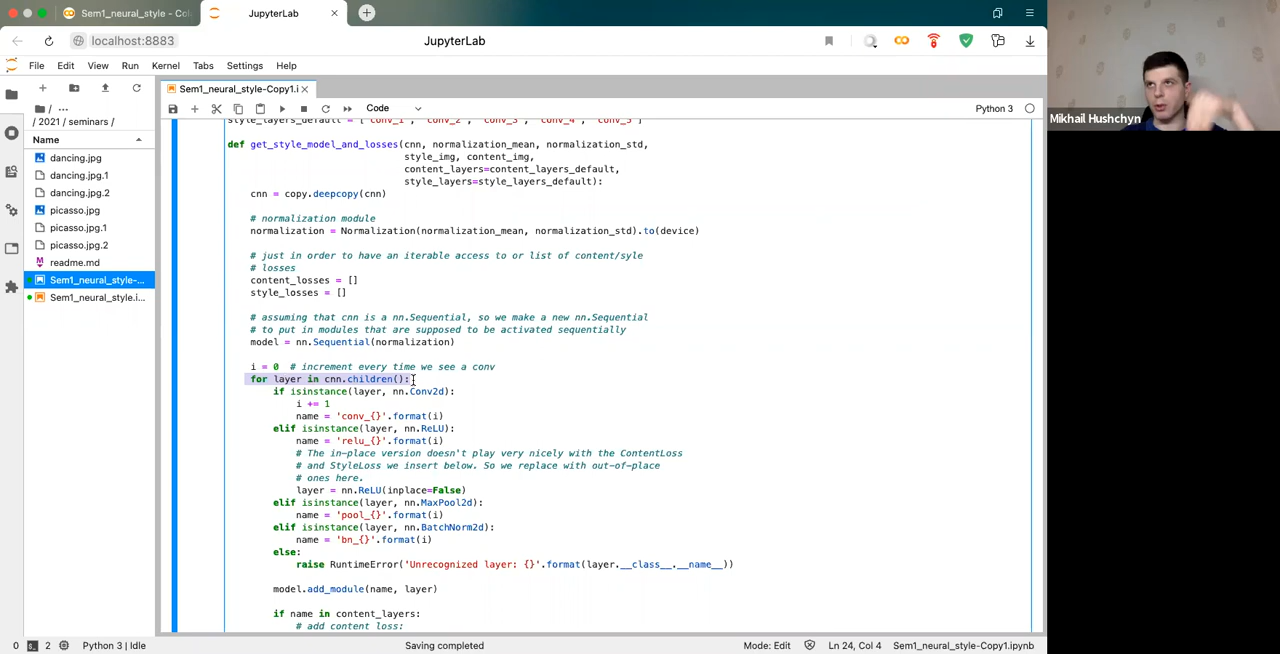 Sem1_neural_style - Col
JupyterLab
localhost:8883
JupyterLab
File Edit View Run Kernel Tabs Settings Help
Sem1_neural_style-Copy1.i
Code
Python 3
/ …
/ 2021 / seminars /
Name
dancing.jpg
dancing.jpg.1
dancing.jpg.2
picasso.jpg
picasso.jpg.1
picasso.jpg.2
readme.md
Sem1_neural_style-...
Sem1_neural_style.i...
style_layers_default = ['conv_1', 'conv_2', 'conv_3', 'conv_4', 'conv_5']
def get_style_model_and_losses(cnn, normalization_mean, normalization_std,
style_img, content_img,
content_layers=content_layers_default,
style_layers=style_layers_default):
cnn = copy.deepcopy(cnn)
# normalization module
normalization = Normalization(normalization_mean, normalization_std).to(device)
# just in order to have an iterable access to or list of content/syle
# losses
content_losses = []
style_losses = []
# assuming that cnn is a nn.Sequential, so we make a new nn.Sequential
# to put in modules that are supposed to be activated sequentially
model = nn.Sequential(normalization)
i = 0 # increment every time we see a conv
for layer in cnn.children():
if isinstance(layer, nn.Conv2d):
i += 1
name = 'conv_{}'.format(i)
elif isinstance(layer, nn.ReLU):
name = 'relu_{}'.format(i)
# The in-place version doesn't play very nicely with the ContentLoss
# and StyleLoss we insert below. So we replace with out-of-place
# ones here.
layer = nn.ReLU(inplace=False)
elif isinstance(layer, nn.MaxPool2d):
name = 'pool_{}'.format(i)
elif isinstance(layer, nn.BatchNorm2d):
name = 'bn_{}'.format(i)
else:
raise RuntimeError('Unrecognized layer: {}'.format(layer.__class__.__name__))
model.add_module(name, layer)
if name in content_layers:
# add content loss:
0 2 Python 3 | Idle
Saving completed
Mode: Edit
Ln 24, Col 4
Sem1_neural_style-Copy1.ipynb
Mikhail Hushchyn